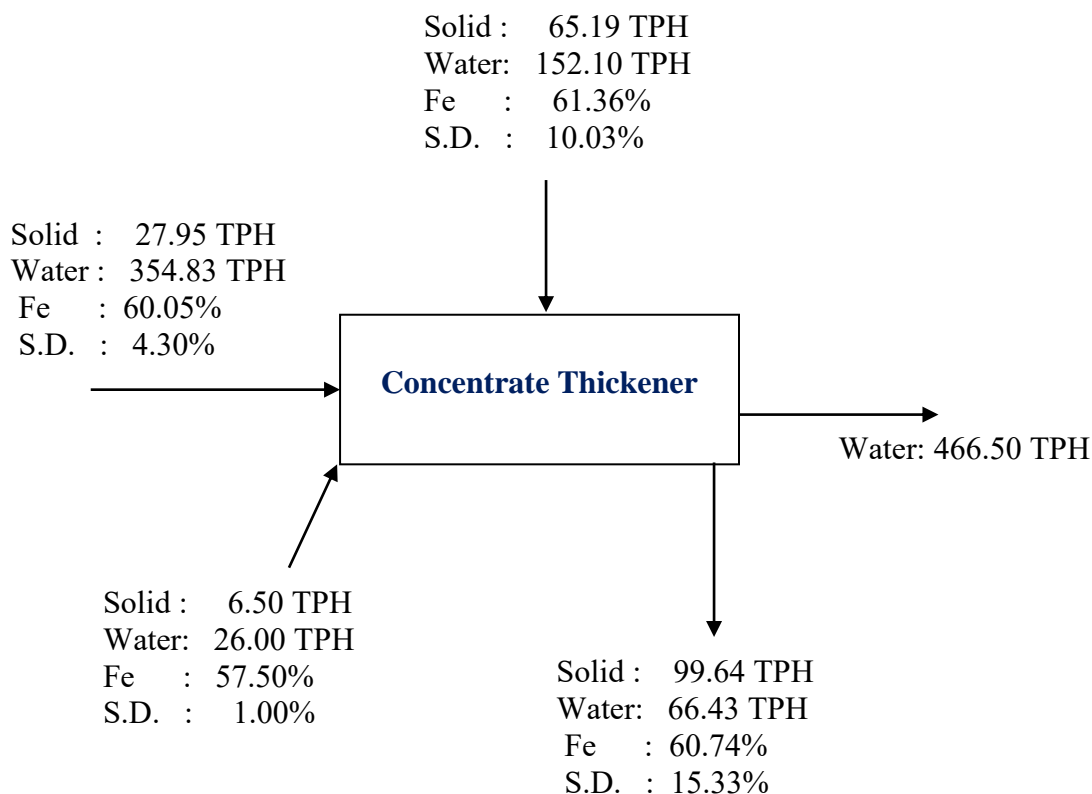 Solid : 65.19 TPH
Water: 152.10 TPH
Fe : 61.36%
S.D. : 10.03%
Solid : 27.95 TPH
Water : 354.83 TPH
Fe : 60.05%
S.D. : 4.30%
Concentrate Thickener
Water: 466.50 TPH
Solid : 6.50 TPH
Water: 26.00 TPH
Fe : 57.50%
S.D. : 1.00%
Solid : 99.64 TPH
Water: 66.43 TPH
Fe : 60.74%
S.D. : 15.33%